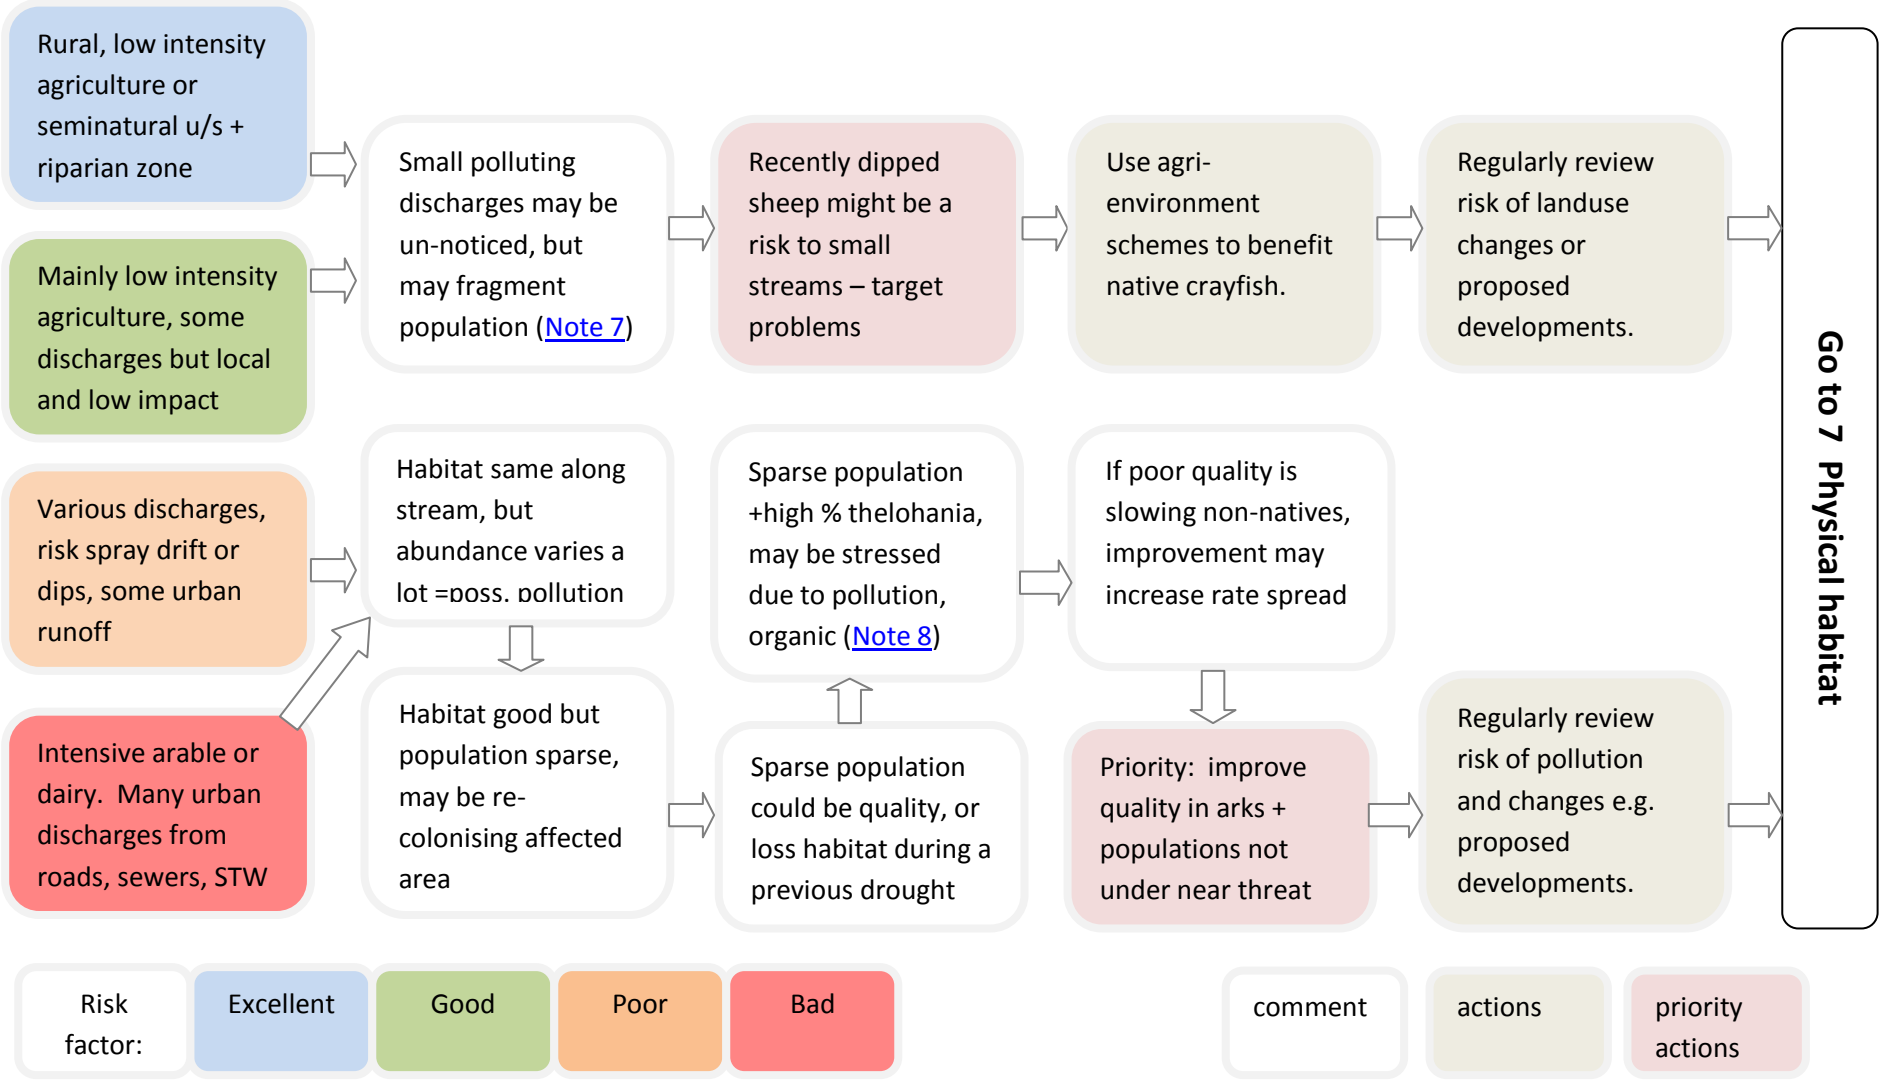 Rural, low intensity
agriculture or
seminatural u/s +
riparian zone
Small polluting
discharges may be
un-noticed, but
may fragment
population (Note 7)
Recently dipped
sheep might be a
risk to small
streams – target
problems
Use agri-
environment
schemes to benefit
native crayfish.
Regularly review
risk of landuse
changes or
proposed
developments.
Mainly low intensity
agriculture, some
discharges but local
and low impact
Go to 7 Physical habitat
Various discharges,
risk spray drift or
dips, some urban
runoff
Habitat same along
stream, but
abundance varies a
lot =poss. pollution
Sparse population
+high % thelohania,
may be stressed
due to pollution,
organic (Note 8)
If poor quality is
slowing non-natives,
improvement may
increase rate spread
Intensive arable or
dairy. Many urban
discharges from
roads, sewers, STW
Habitat good but
population sparse,
may be re-
colonising affected
area
Sparse population
could be quality, or
loss habitat during a
previous drought
Priority: improve
quality in arks +
populations not
under near threat
Regularly review
risk of pollution
and changes e.g.
proposed
developments.
Risk
factor:
Excellent
Good
Poor
Bad
comment
actions
priority
actions